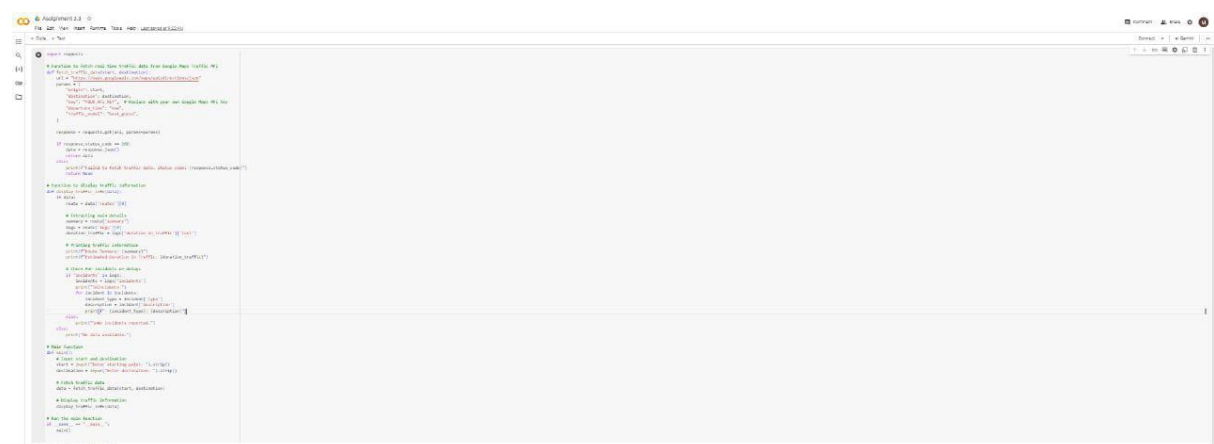 Assignment 3.3
File Edit View Insert Runtime Tools Help
Comment Share
+ Code + Text
Connect Gemini
import requests
# Function to fetch real-time traffic data from Google Maps Traffic API
def fetch_traffic_data(start, destination):
url = "https://maps.googleapis.com/maps/api/directions/json"
params = {
"origin": start,
"destination": destination,
"key": "YOUR_API_KEY", # Replace with your own Google Maps API key
"departure_time": "now",
"traffic_model": "best_guess",
}
response = requests.get(url, params=params)
if response.status_code == 200:
data = response.json()
return data
else:
print(f"Failed to fetch traffic data. Status code: {response.status_code}")
return None
# Function to display traffic information
def display_traffic_info(data):
if data:
route = data['routes'][0]
# Extracting main details
summary = route['summary']
legs = route['legs'][0]
duration_traffic = legs['duration_in_traffic']['text']
# Printing traffic information
print(f"Route Summary: {summary}")
print(f"Estimated Duration in Traffic: {duration_traffic}")
# Check for incidents or delays
if 'incidents' in legs:
incidents = legs['incidents']
print("\nIncidents:")
for incident in incidents:
incident_type = incident['type']
description = incident['description']
print(f"- {incident_type}: {description}")
else:
print("\nNo incidents reported.")
else:
print("No data available.")
# Main function
def main():
# Input start and destination
start = input("Enter starting point: ").strip()
destination = input("Enter destination: ").strip()
# Fetch traffic data
data = fetch_traffic_data(start, destination)
# Display traffic information
display_traffic_info(data)
# Run the main function
if __name__ == "__main__":
main()